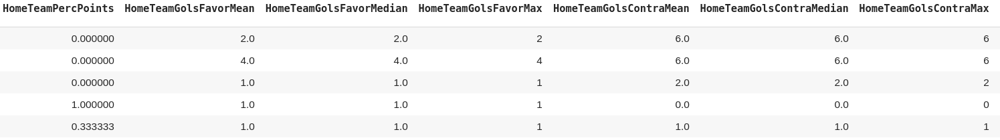 HomeTeamPercPoints HomeTeamGolsFavorMean HomeTeamGolsFavorMedian HomeTeamGolsFavorMax HomeTeamGolsContraMean HomeTeamGolsContraMedian HomeTeamGolsContraMax
0.000000 2.0 2.0 2 6.0 6.0 6
0.000000 4.0 4.0 4 6.0 6.0 6
0.000000 1.0 1.0 1 2.0 2.0 2
1.000000 1.0 1.0 1 0.0 0.0 0
0.333333 1.0 1.0 1 1.0 1.0 1